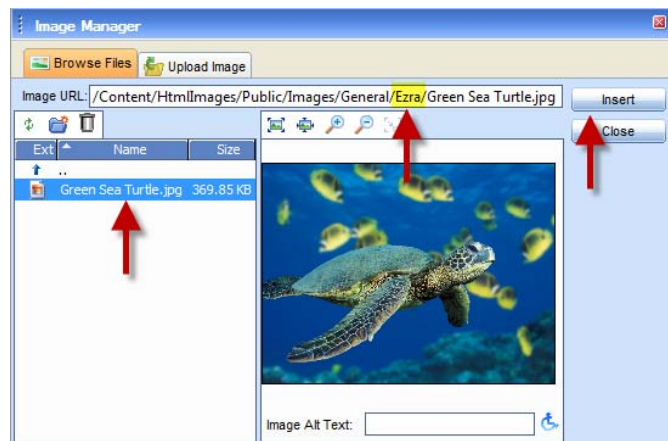 Image Manager
Browse Files Upload Image
Image URL: /Content/HtmlImages/Public/Images/General/Ezra/Green Sea Turtle.jpg Insert
Close
Ext Name Size
..
Green Sea Turtle.jpg 369.85 KB
Image Alt Text: